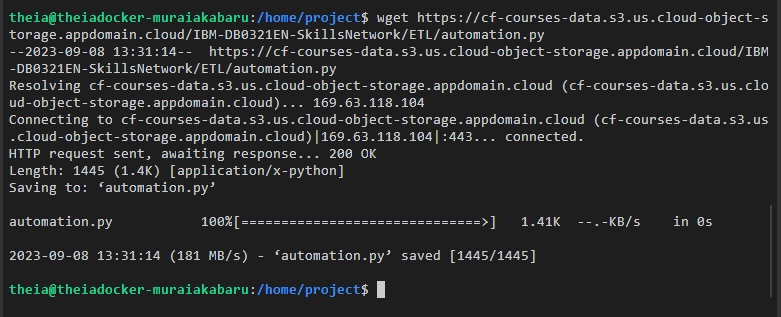 theia@theiadocker-muraiakabaru:/home/project$ wget https://cf-courses-data.s3.us.cloud-object-s
torage.appdomain.cloud/IBM-DB0321EN-SkillsNetwork/ETL/automation.py
--2023-09-08 13:31:14--  https://cf-courses-data.s3.us.cloud-object-storage.appdomain.cloud/IBM
-DB0321EN-SkillsNetwork/ETL/automation.py
Resolving cf-courses-data.s3.us.cloud-object-storage.appdomain.cloud (cf-courses-data.s3.us.clo
ud-object-storage.appdomain.cloud)... 169.63.118.104
Connecting to cf-courses-data.s3.us.cloud-object-storage.appdomain.cloud (cf-courses-data.s3.us
.cloud-object-storage.appdomain.cloud)|169.63.118.104|:443... connected.
HTTP request sent, awaiting response... 200 OK
Length: 1445 (1.4K) [application/x-python]
Saving to: ‘automation.py’
automation.py           100%[==============================>]   1.41K  --.-KB/s    in 0s
2023-09-08 13:31:14 (181 MB/s) - ‘automation.py’ saved [1445/1445]
theia@theiadocker-muraiakabaru:/home/project$